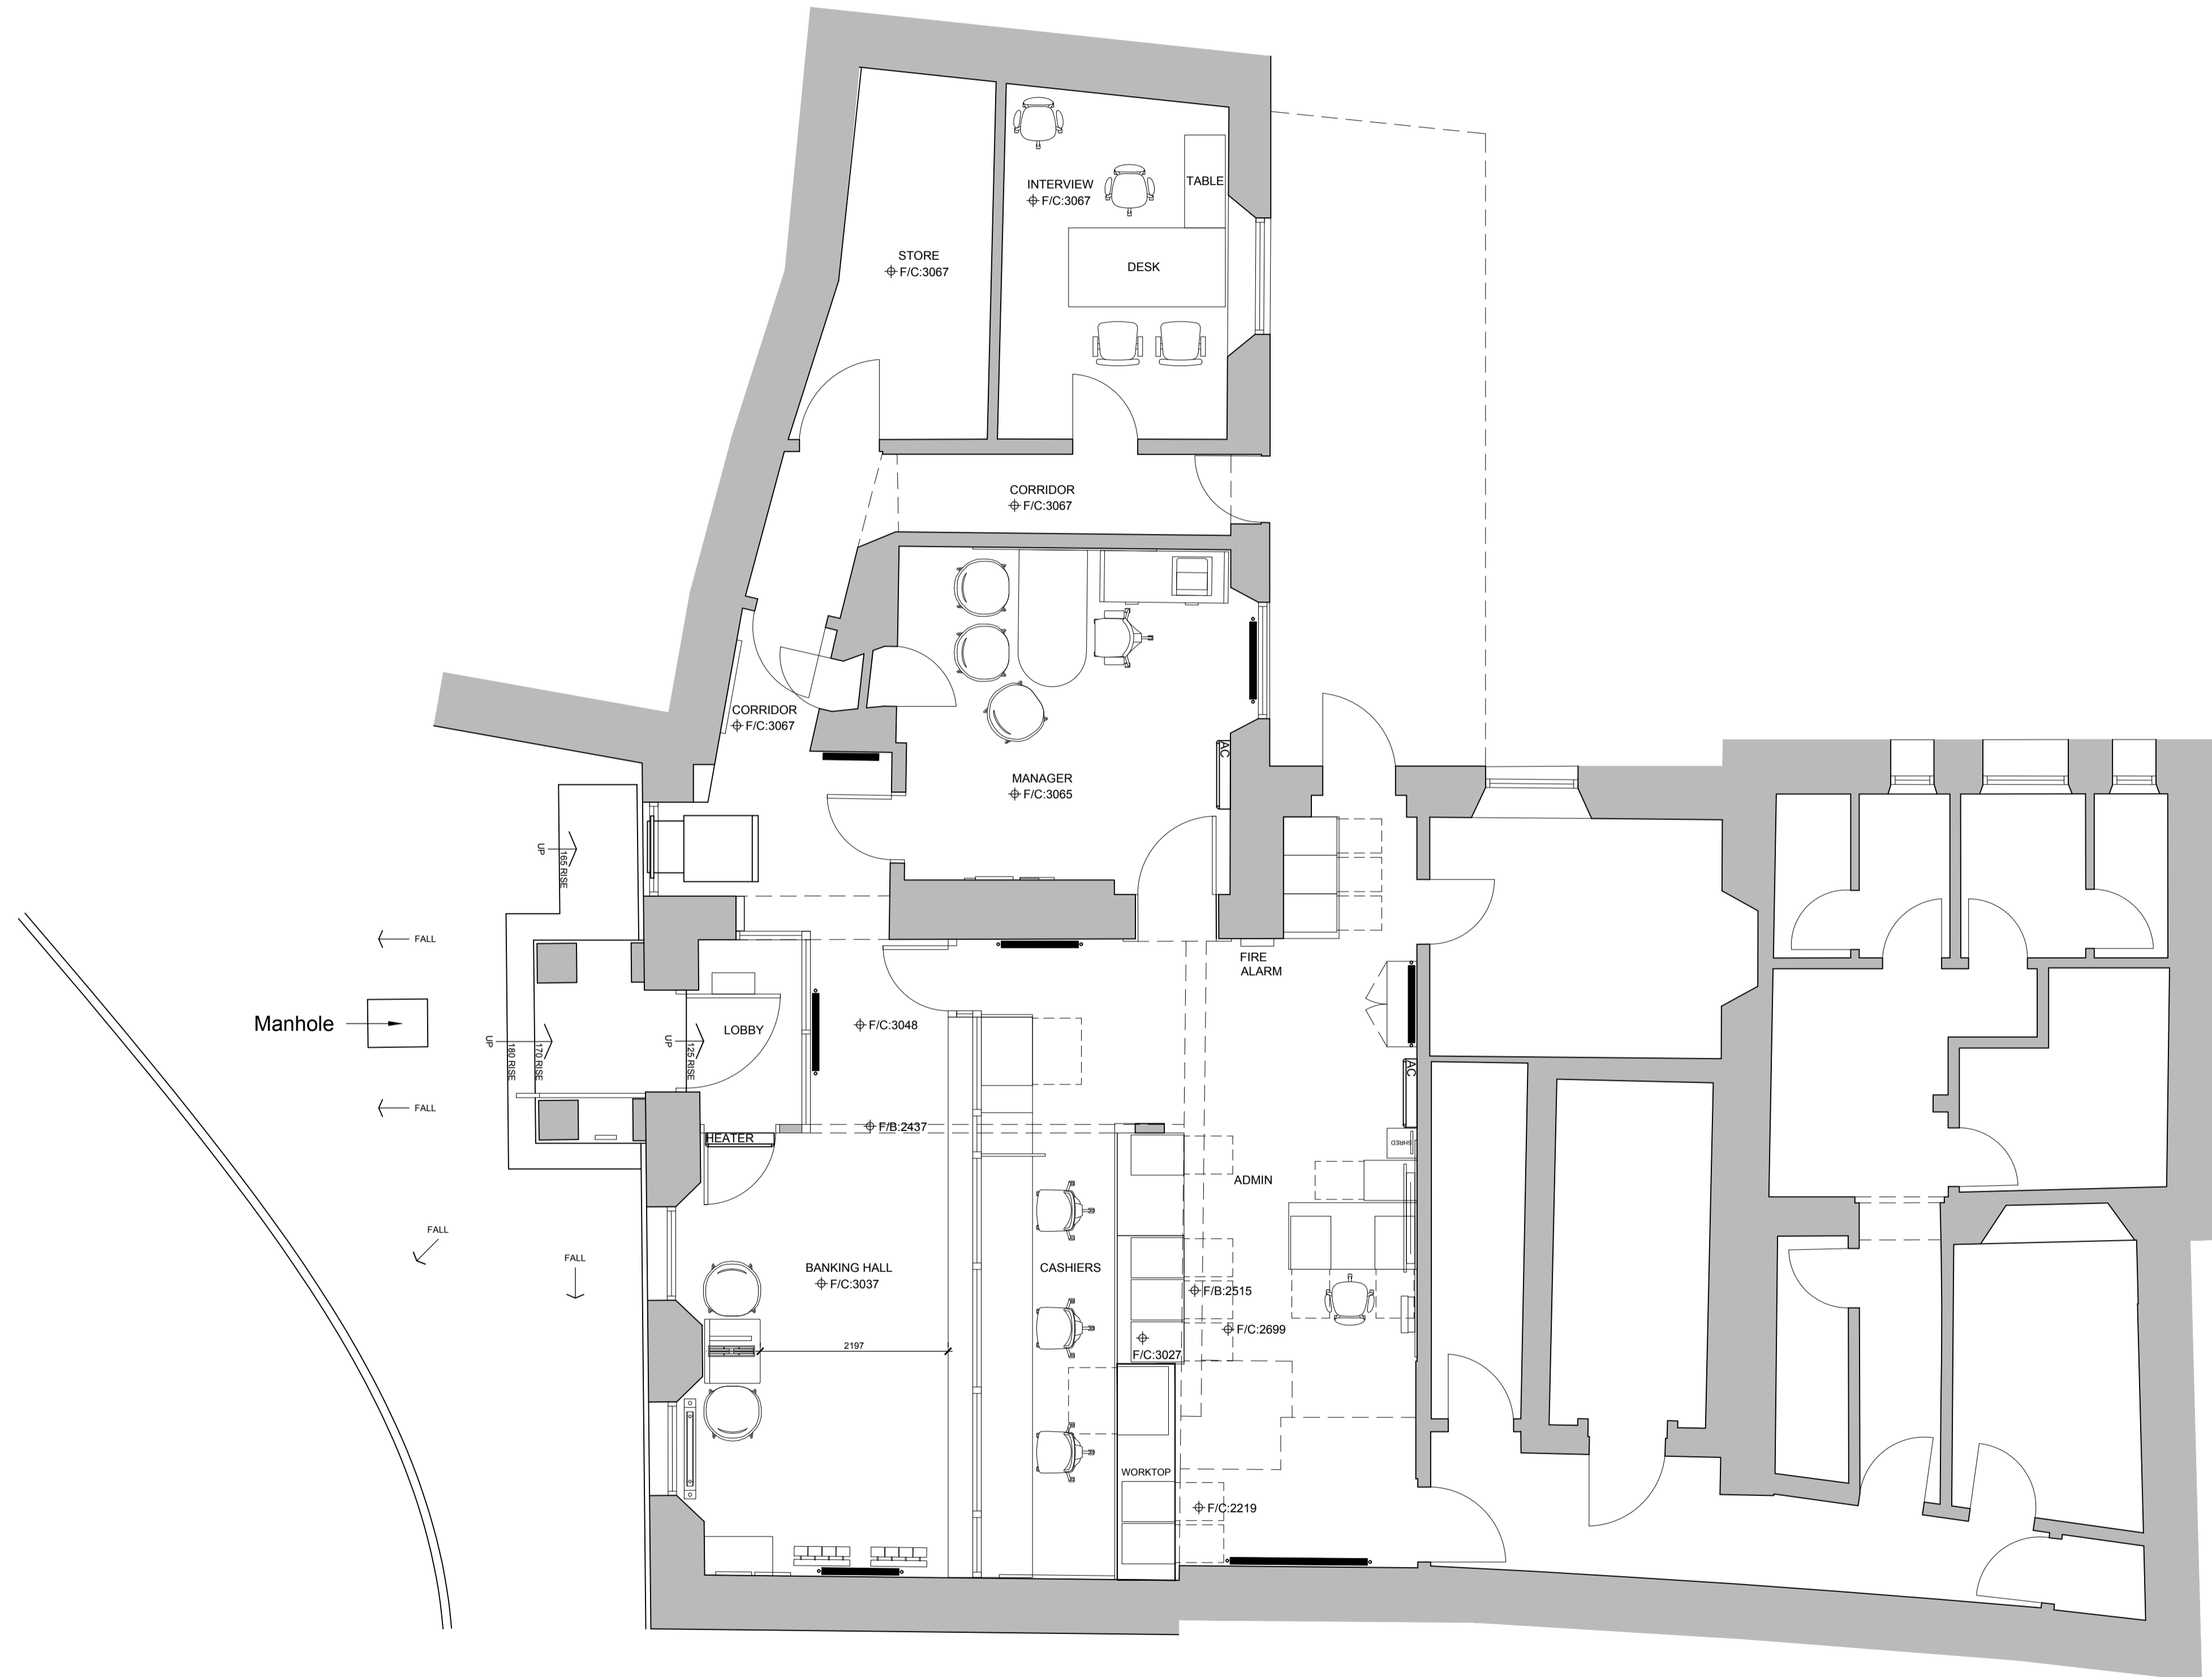 INTERVIEW
F/C:3067
TABLE
DESK
STORE
F/C:3067
CORRIDOR
F/C:3067
CORRIDOR
F/C:3067
MANAGER
F/C:3065
AC
UP
165 RISE
FALL
FIRE
ALARM
Manhole
LOBBY
F/C:3048
UP
180 RISE
170 RISE
UP
125 RISE
AC
FALL
HEATER
F/B:2437
SHRED
ADMIN
FALL
FALL
BANKING HALL
F/C:3037
CASHIERS
F/B:2515
F/C:2699
2197
F/C:3027
WORKTOP
F/C:2219